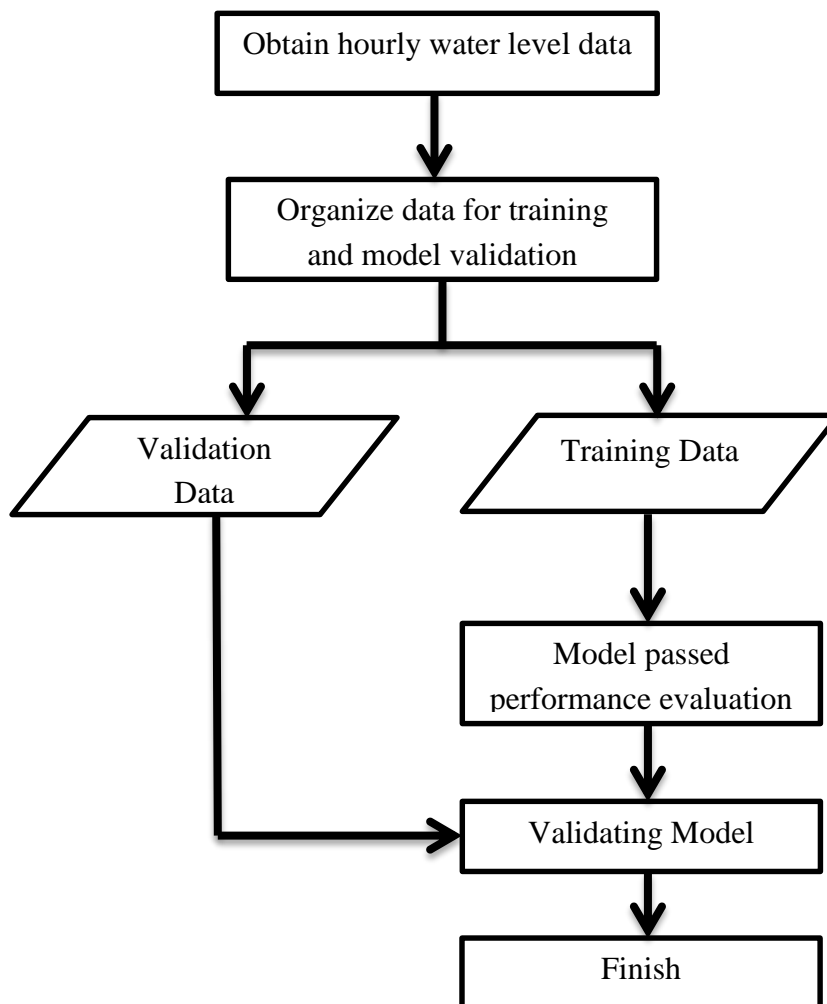 Obtain hourly water level data
Organize data for training
and model validation
Validation
Data
Training Data
Model passed
performance evaluation
Validating Model
Finish